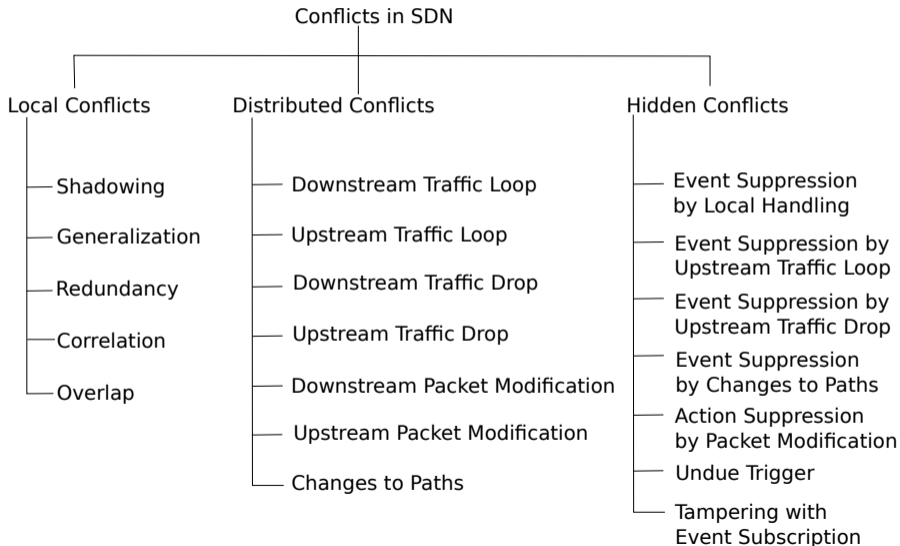 Conflicts in SDN
Local Conflicts
Shadowing
Generalization
Redundancy
Correlation
Overlap
Distributed Conflicts
Downstream Traffic Loop
Upstream Traffic Loop
Downstream Traffic Drop
Upstream Traffic Drop
Downstream Packet Modification
Upstream Packet Modification
Changes to Paths
Hidden Conflicts
Event Suppression
by Local Handling
Event Suppression by
Upstream Traffic Loop
Event Suppression by
Upstream Traffic Drop
Event Suppression
by Changes to Paths
Action Suppression
by Packet Modification
Undue Trigger
Tampering with
Event Subscription